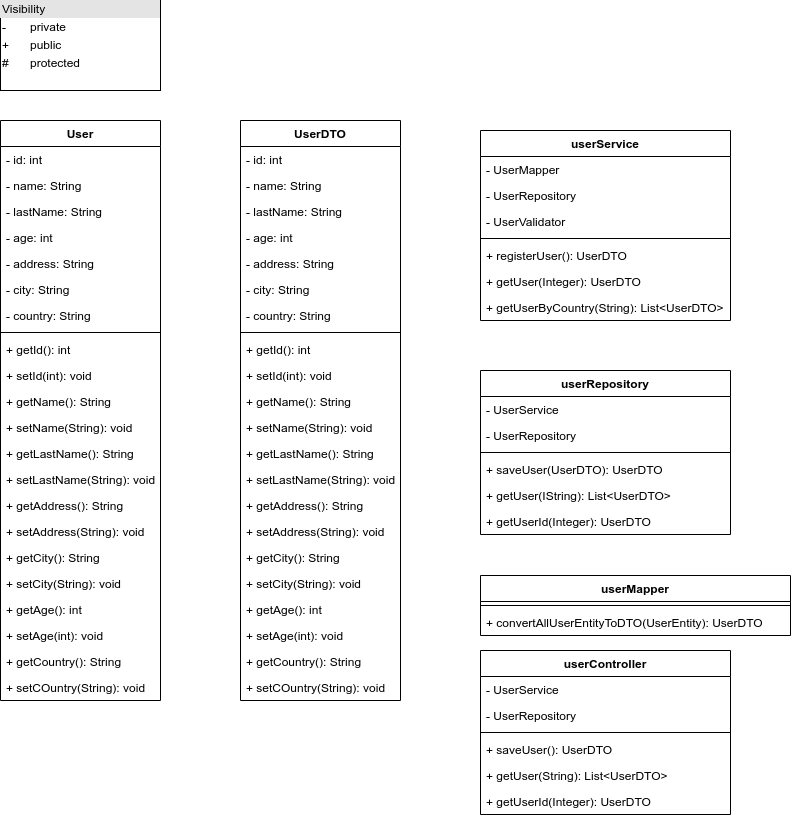 Visibility
- private
+ public
# protected
User
- id: int
- name: String
- lastName: String
- age: int
- address: String
- city: String
- country: String
+ getId(): int
+ setId(int): void
+ getName(): String
+ setName(String): void
+ getLastName(): String
+ setLastName(String): void
+ getAddress(): String
+ setAddress(String): void
+ getCity(): String
+ setCity(String): void
+ getAge(): int
+ setAge(int): void
+ getCountry(): String
+ setCOuntry(String): void
UserDTO
- id: int
- name: String
- lastName: String
- age: int
- address: String
- city: String
- country: String
+ getId(): int
+ setId(int): void
+ getName(): String
+ setName(String): void
+ getLastName(): String
+ setLastName(String): void
+ getAddress(): String
+ setAddress(String): void
+ getCity(): String
+ setCity(String): void
+ getAge(): int
+ setAge(int): void
+ getCountry(): String
+ setCOuntry(String): void
userService
- UserMapper
- UserRepository
- UserValidator
+ registerUser(): UserDTO
+ getUser(Integer): UserDTO
+ getUserByCountry(String): List<UserDTO>
userRepository
- UserService
- UserRepository
+ saveUser(UserDTO): UserDTO
+ getUser(IString): List<UserDTO>
+ getUserId(Integer): UserDTO
userMapper
+ convertAllUserEntityToDTO(UserEntity): UserDTO
userController
- UserService
- UserRepository
+ saveUser(): UserDTO
+ getUser(String): List<UserDTO>
+ getUserId(Integer): UserDTO